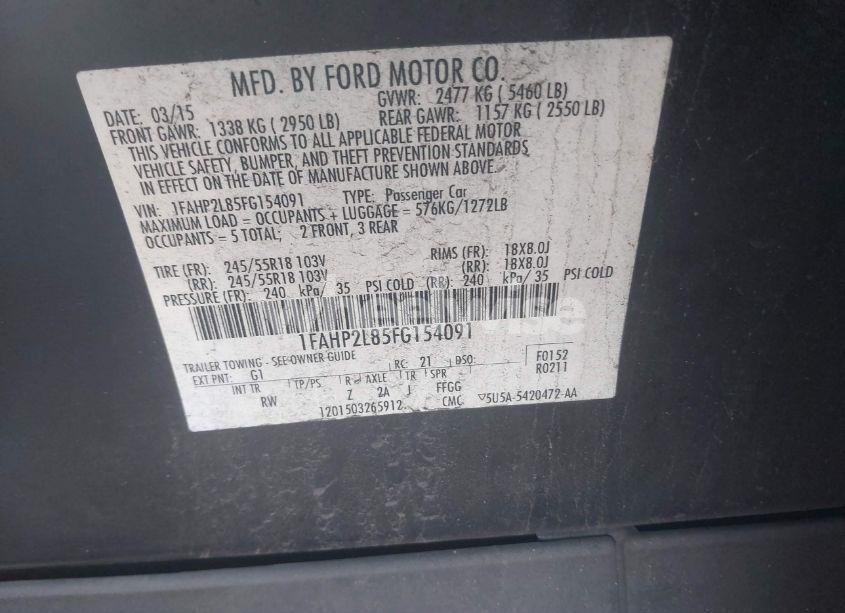 MFD. BY FORD MOTOR CO.
DATE: 03/15 GVWR: 2477 KG ( 5460 LB)
FRONT GAWR: 1338 KG ( 2950 LB) REAR GAWR: 1157 KG ( 2550 LB)
THIS VEHICLE CONFORMS TO ALL APPLICABLE FEDERAL MOTOR
VEHICLE SAFETY, BUMPER, AND THEFT PREVENTION STANDARDS
IN EFFECT ON THE DATE OF MANUFACTURE SHOWN ABOVE.
VIN: 1FAHP2L85FG154091 TYPE: Passenger Car
MAXIMUM LOAD = OCCUPANTS + LUGGAGE = 576KG/1272LB
OCCUPANTS = 5 TOTAL; 2 FRONT, 3 REAR
TIRE (FR): 245/55R18 103V RIMS (FR): 18X8.0J
(RR): 245/55R18 103V (RR): 18X8.0J
PRESSURE (FR): 240 kPa/ 35 PSI COLD (RR): 240 kPa/ 35 PSI COLD
1FAHP2L85FG154091
TRAILER TOWING - SEE OWNER GUIDE
EXT PNT: G1 RC: 21 DSO: F0152
R0211
INT TR TP/PS R AXLE TR SPR
RW Z 2A J FFGG
1201503265912 CMC ▽5U5A-5420472-AA